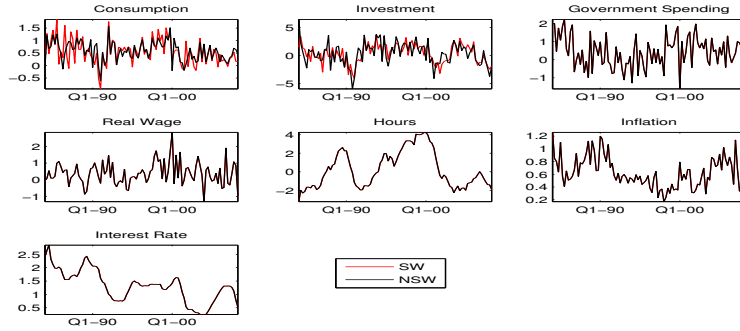 Consumption
1.5
0.5
−0.5
Q1−90 Q1−00
Investment
5
0
−5
Q1−90 Q1−00
Government Spending
2
1
0
−1
Q1−90 Q1−00
Real Wage
2
1
0
−1
Q1−90 Q1−00
Hours
4
2
0
−2
Q1−90 Q1−00
Inflation
1.2
1
0.8
0.6
0.4
0.2
Q1−90 Q1−00
Interest Rate
2.5
2
1.5
1
0.5
Q1−90 Q1−00
SW
NSW